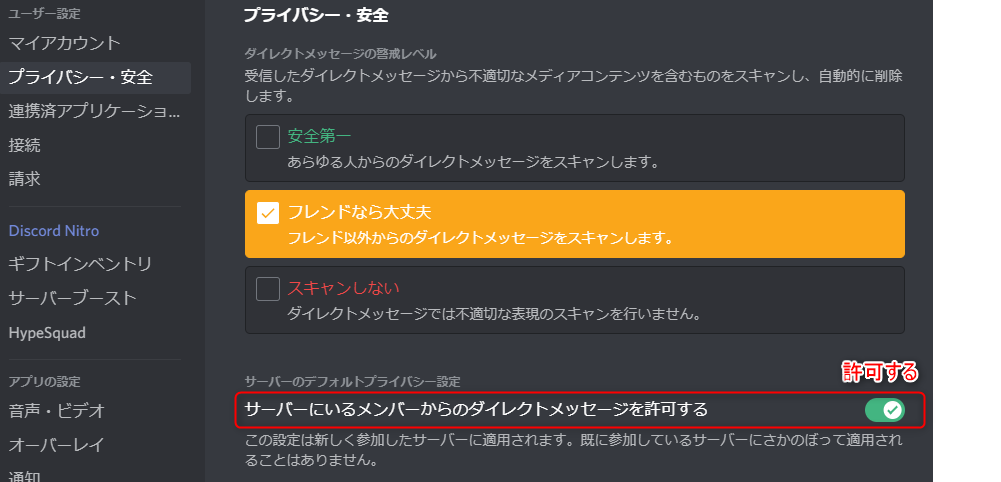 ユーザー設定
マイアカウント
プライバシー・安全
連携済アプリケーショ...
接続
請求
Discord Nitro
ギフトインベントリ
サーバーブースト
HypeSquad
アプリの設定
音声・ビデオ
オーバーレイ
通知
プライバシー・安全
ダイレクトメッセージの警戒レベル
受信したダイレクトメッセージから不適切なメディアコンテンツを含むものをスキャンし、自動的に削除
します。
安全第一
あらゆる人からのダイレクトメッセージをスキャンします。
フレンドなら大丈夫
フレンド以外からのダイレクトメッセージをスキャンします。
スキャンしない
ダイレクトメッセージでは不適切な表現のスキャンを行いません。
サーバーのデフォルトプライバシー設定
許可する
サーバーにいるメンバーからのダイレクトメッセージを許可する
この設定は新しく参加したサーバーに適用されます。既に参加しているサーバーにさかのぼって適用され
ることはありません。